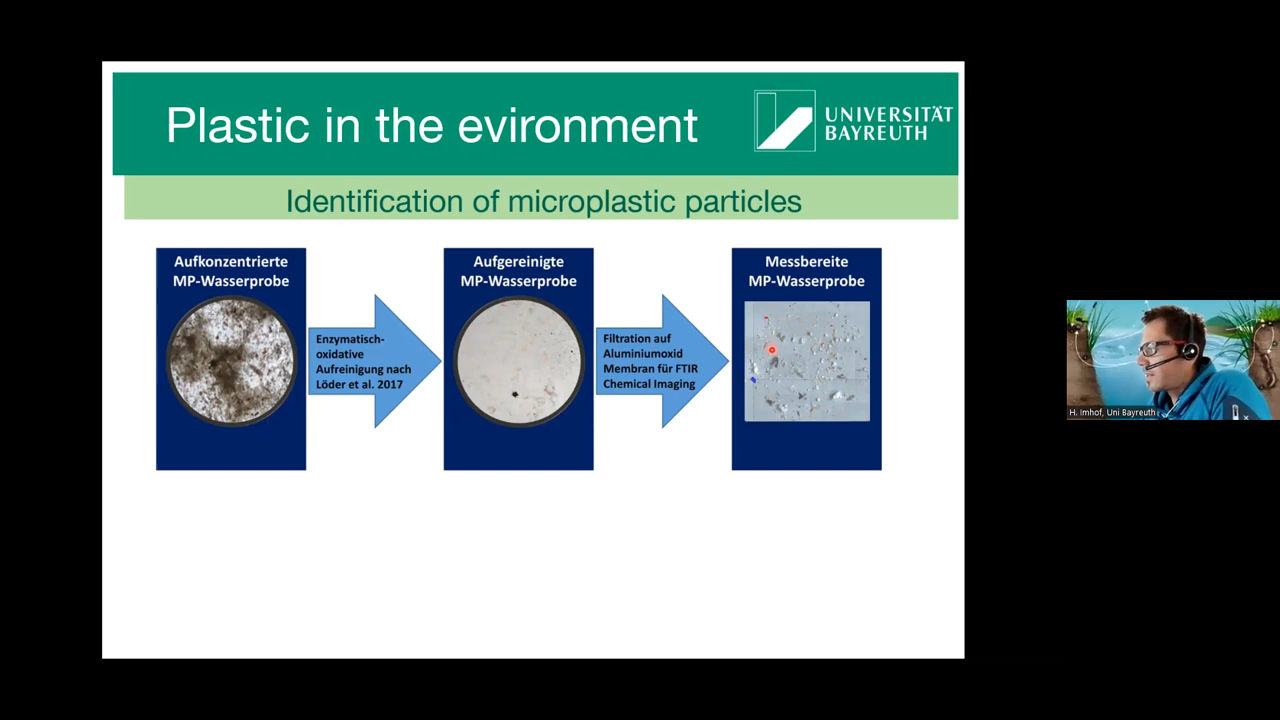 Plastic in the evironment
UNIVERSITÄT
BAYREUTH
Identification of microplastic particles
Aufkonzentrierte
MP-Wasserprobe
Enzymatisch-
oxidative
Aufreinigung nach
Löder et al. 2017
Aufgereinigte
MP-Wasserprobe
Filtration auf
Aluminiumoxid
Membran für FTIR
Chemical Imaging
Messbereite
MP-Wasserprobe
H. Imhof, Uni Bayreuth